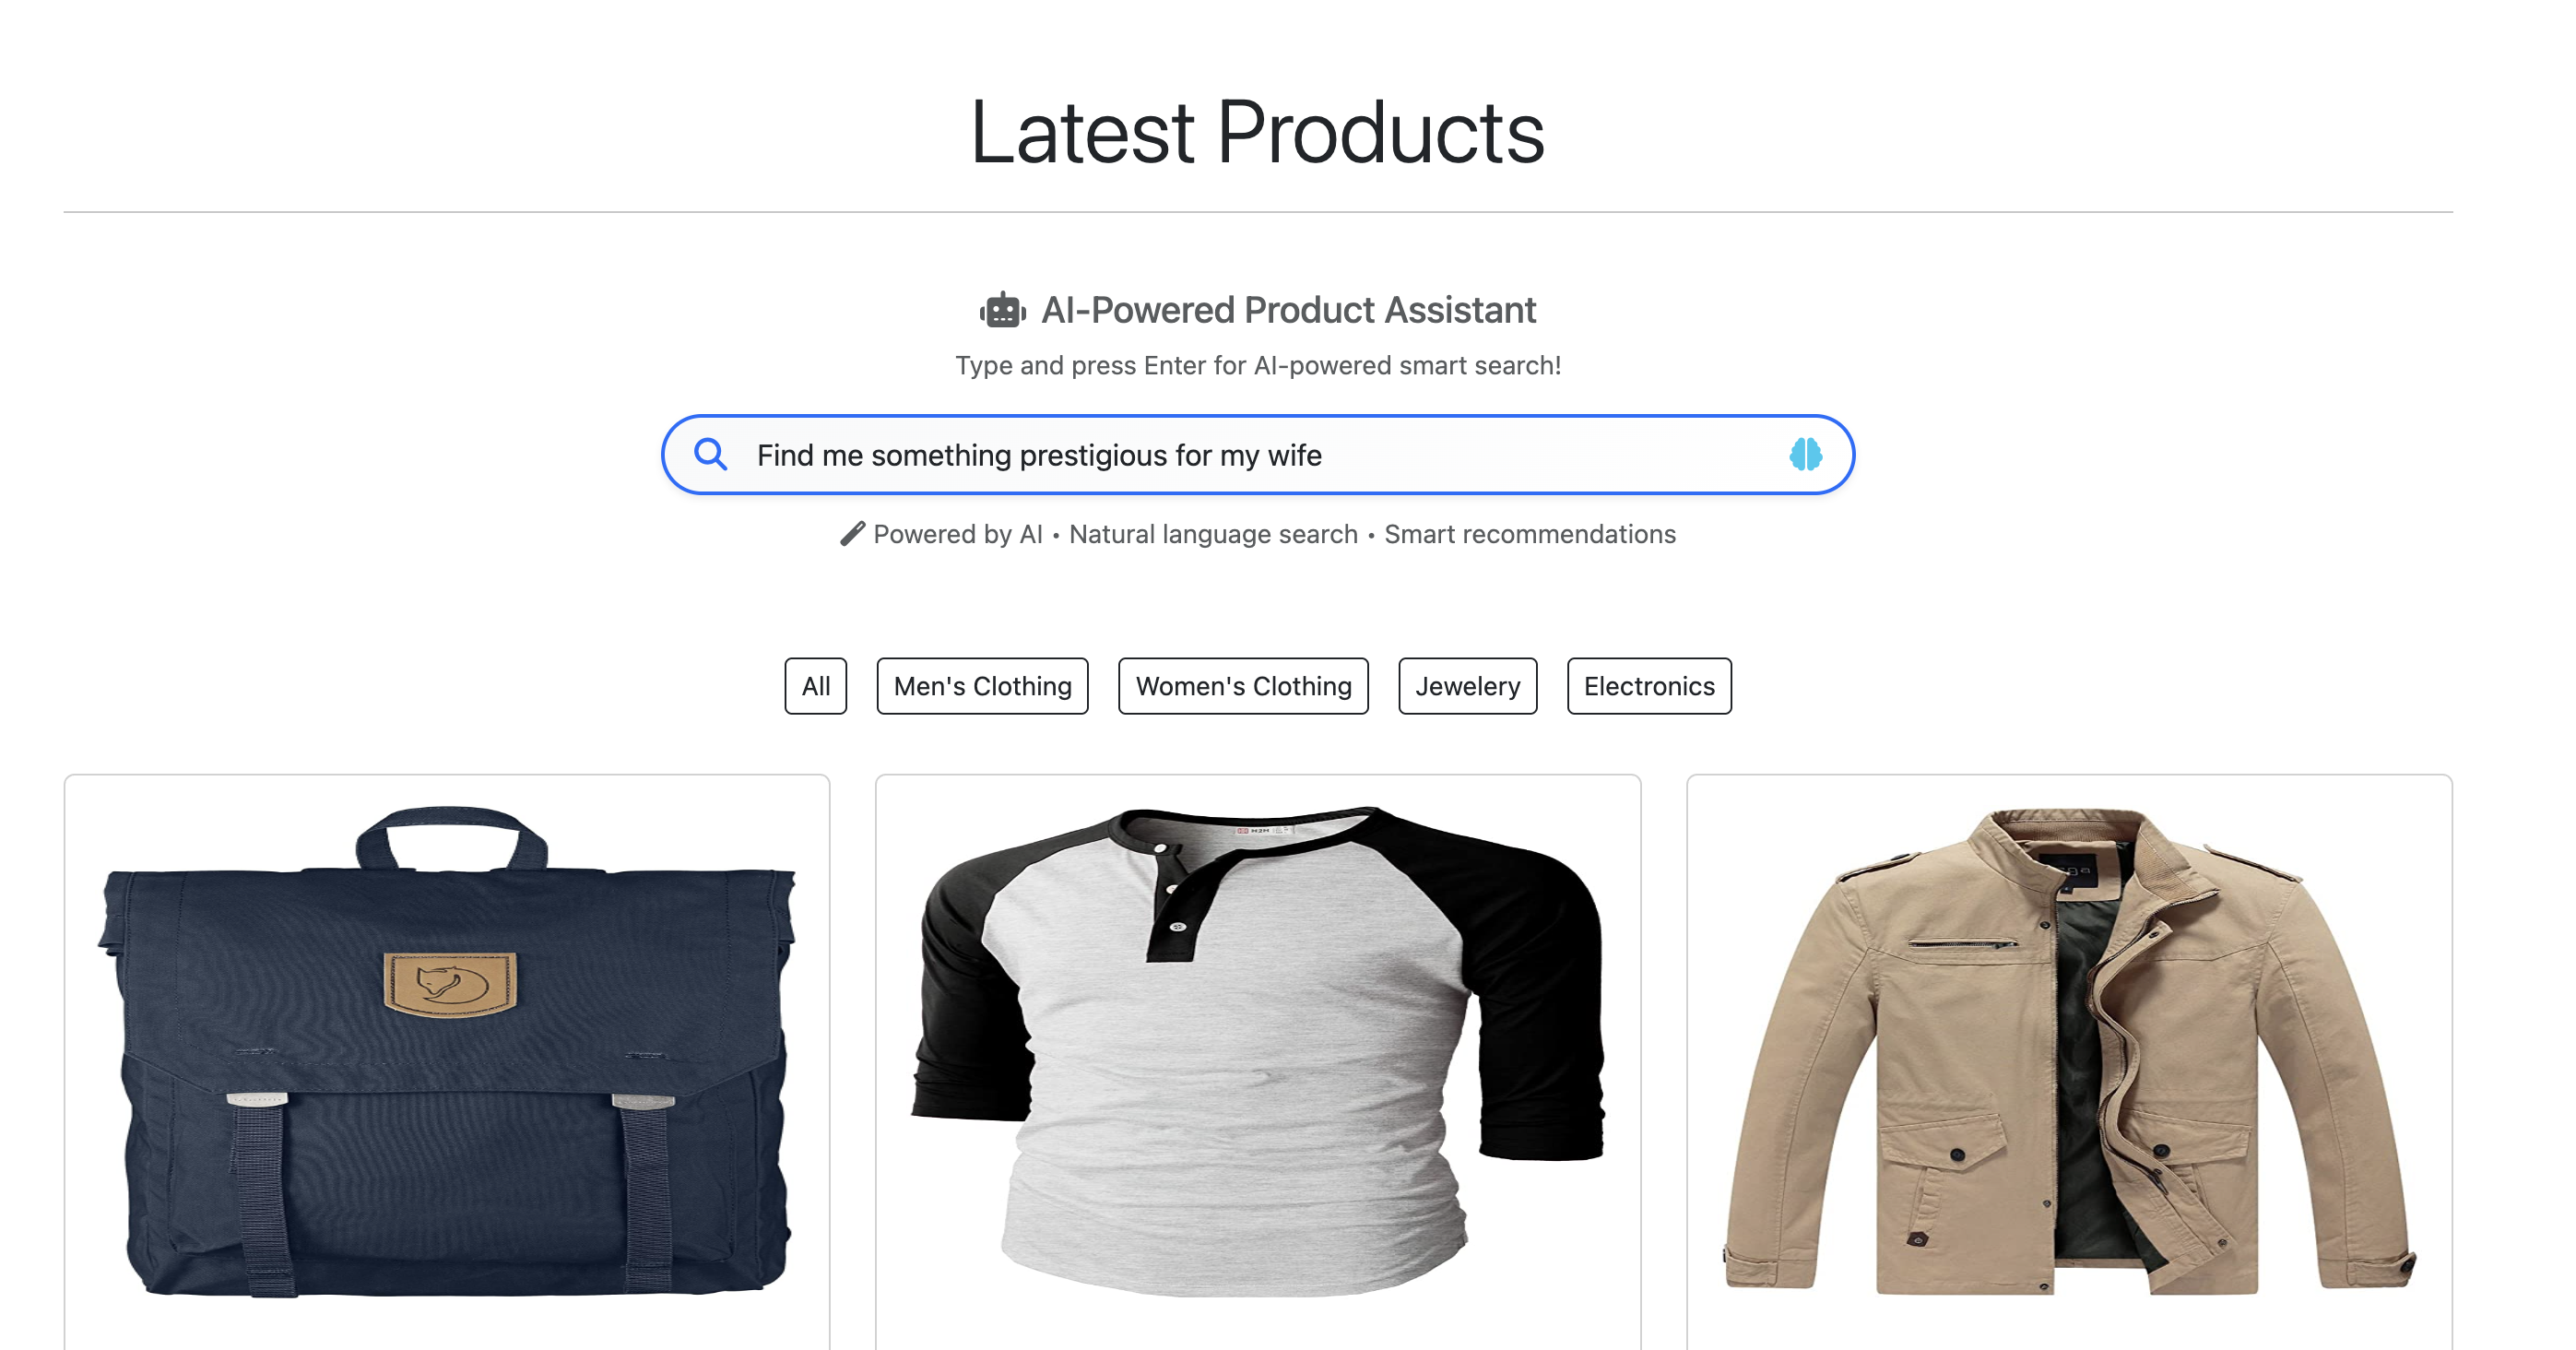 Latest Products
AI-Powered Product Assistant
Type and press Enter for AI-powered smart search!
Find me something prestigious for my wife
Powered by AI • Natural language search • Smart recommendations
All
Men's Clothing
Women's Clothing
Jewelery
Electronics